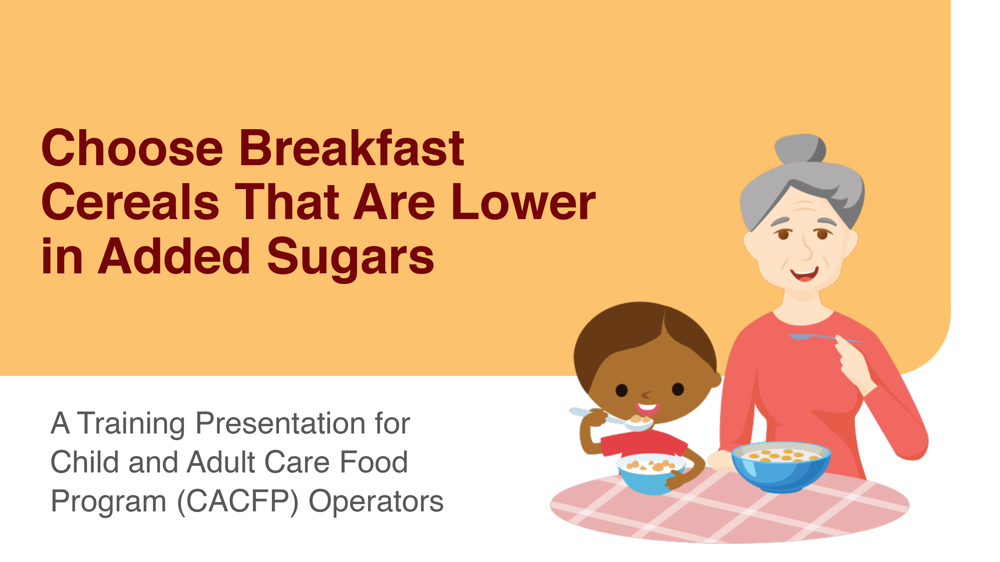 Choose Breakfast
Cereals That Are Lower
in Added Sugars
A Training Presentation for
Child and Adult Care Food
Program (CACFP) Operators